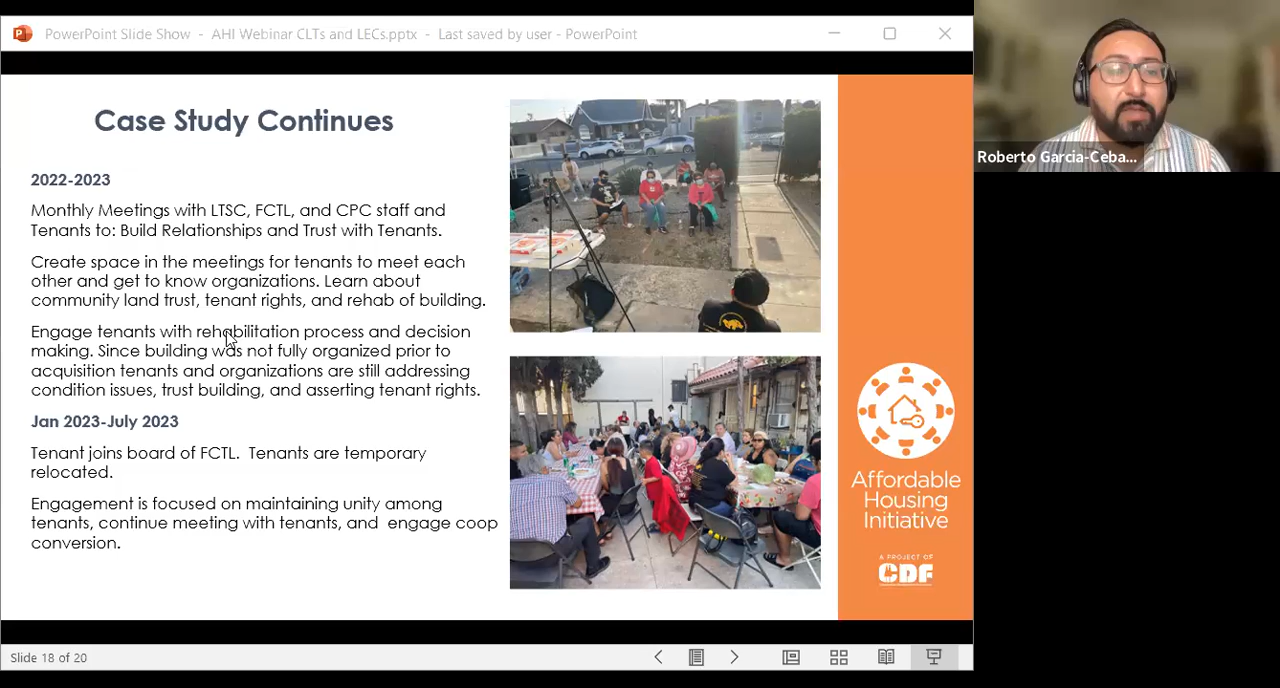 PowerPoint Slide Show - AHI Webinar CLTs and LECs.pptx - Last saved by user - PowerPoint
Case Study Continues
2022-2023
Monthly Meetings with LTSC, FCTL, and CPC staff and
Tenants to: Build Relationships and Trust with Tenants.
Create space in the meetings for tenants to meet each
other and get to know organizations. Learn about
community land trust, tenant rights, and rehab of building.
Engage tenants with rehabilitation process and decision
making. Since building was not fully organized prior to
acquisition tenants and organizations are still addressing
condition issues, trust building, and asserting tenant rights.
Jan 2023-July 2023
Tenant joins board of FCTL. Tenants are temporary
relocated.
Engagement is focused on maintaining unity among
tenants, continue meeting with tenants, and engage coop
conversion.
Affordable
Housing
Initiative
A PROJECT OF
CDF
Roberto Garcia-Ceba...
Slide 18 of 20